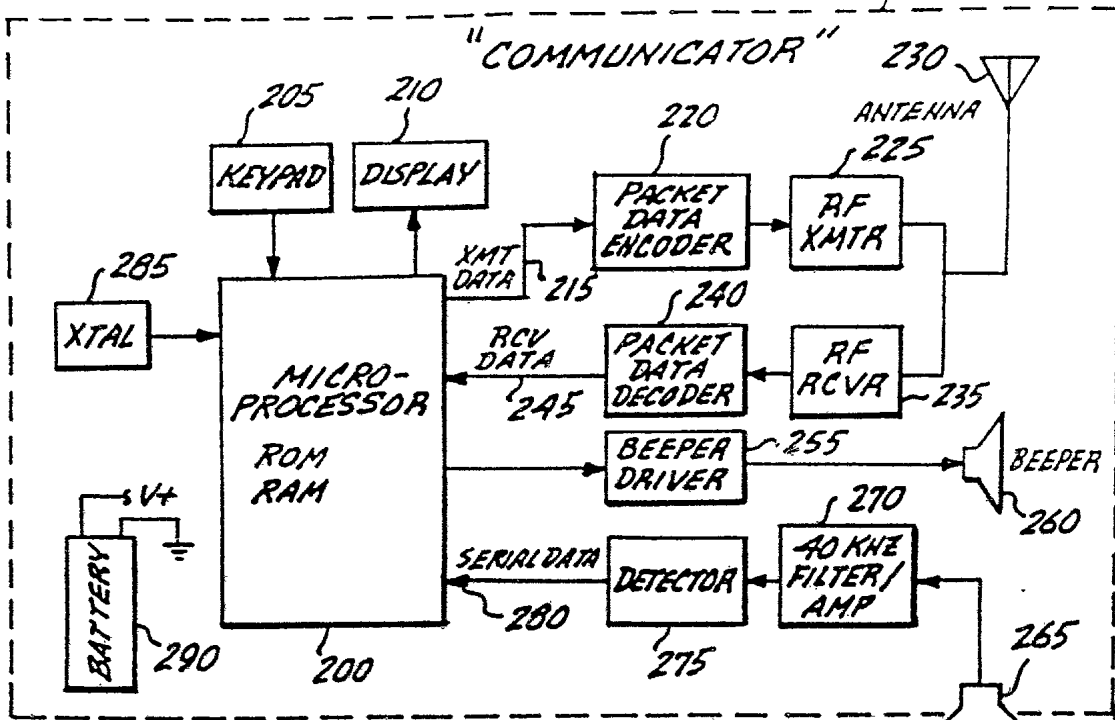 "COMMUNICATOR"
230
205
210
220
ANTENNA
225
KEYPAD
DISPLAY
PACKET
DATA
ENCODER
RF
XMTR
XMT
DATA
215
285
240
XTAL
RCV
DATA
PACKET
DATA
DECODER
RF
RCVR
245
235
MICRO-
PROCESSOR
ROM
RAM
255
BEEPER
DRIVER
BEEPER
V+
270
260
SERIAL DATA
DETECTOR
40 KHZ
FILTER/
AMP
280
BATTERY
290
200
275
265